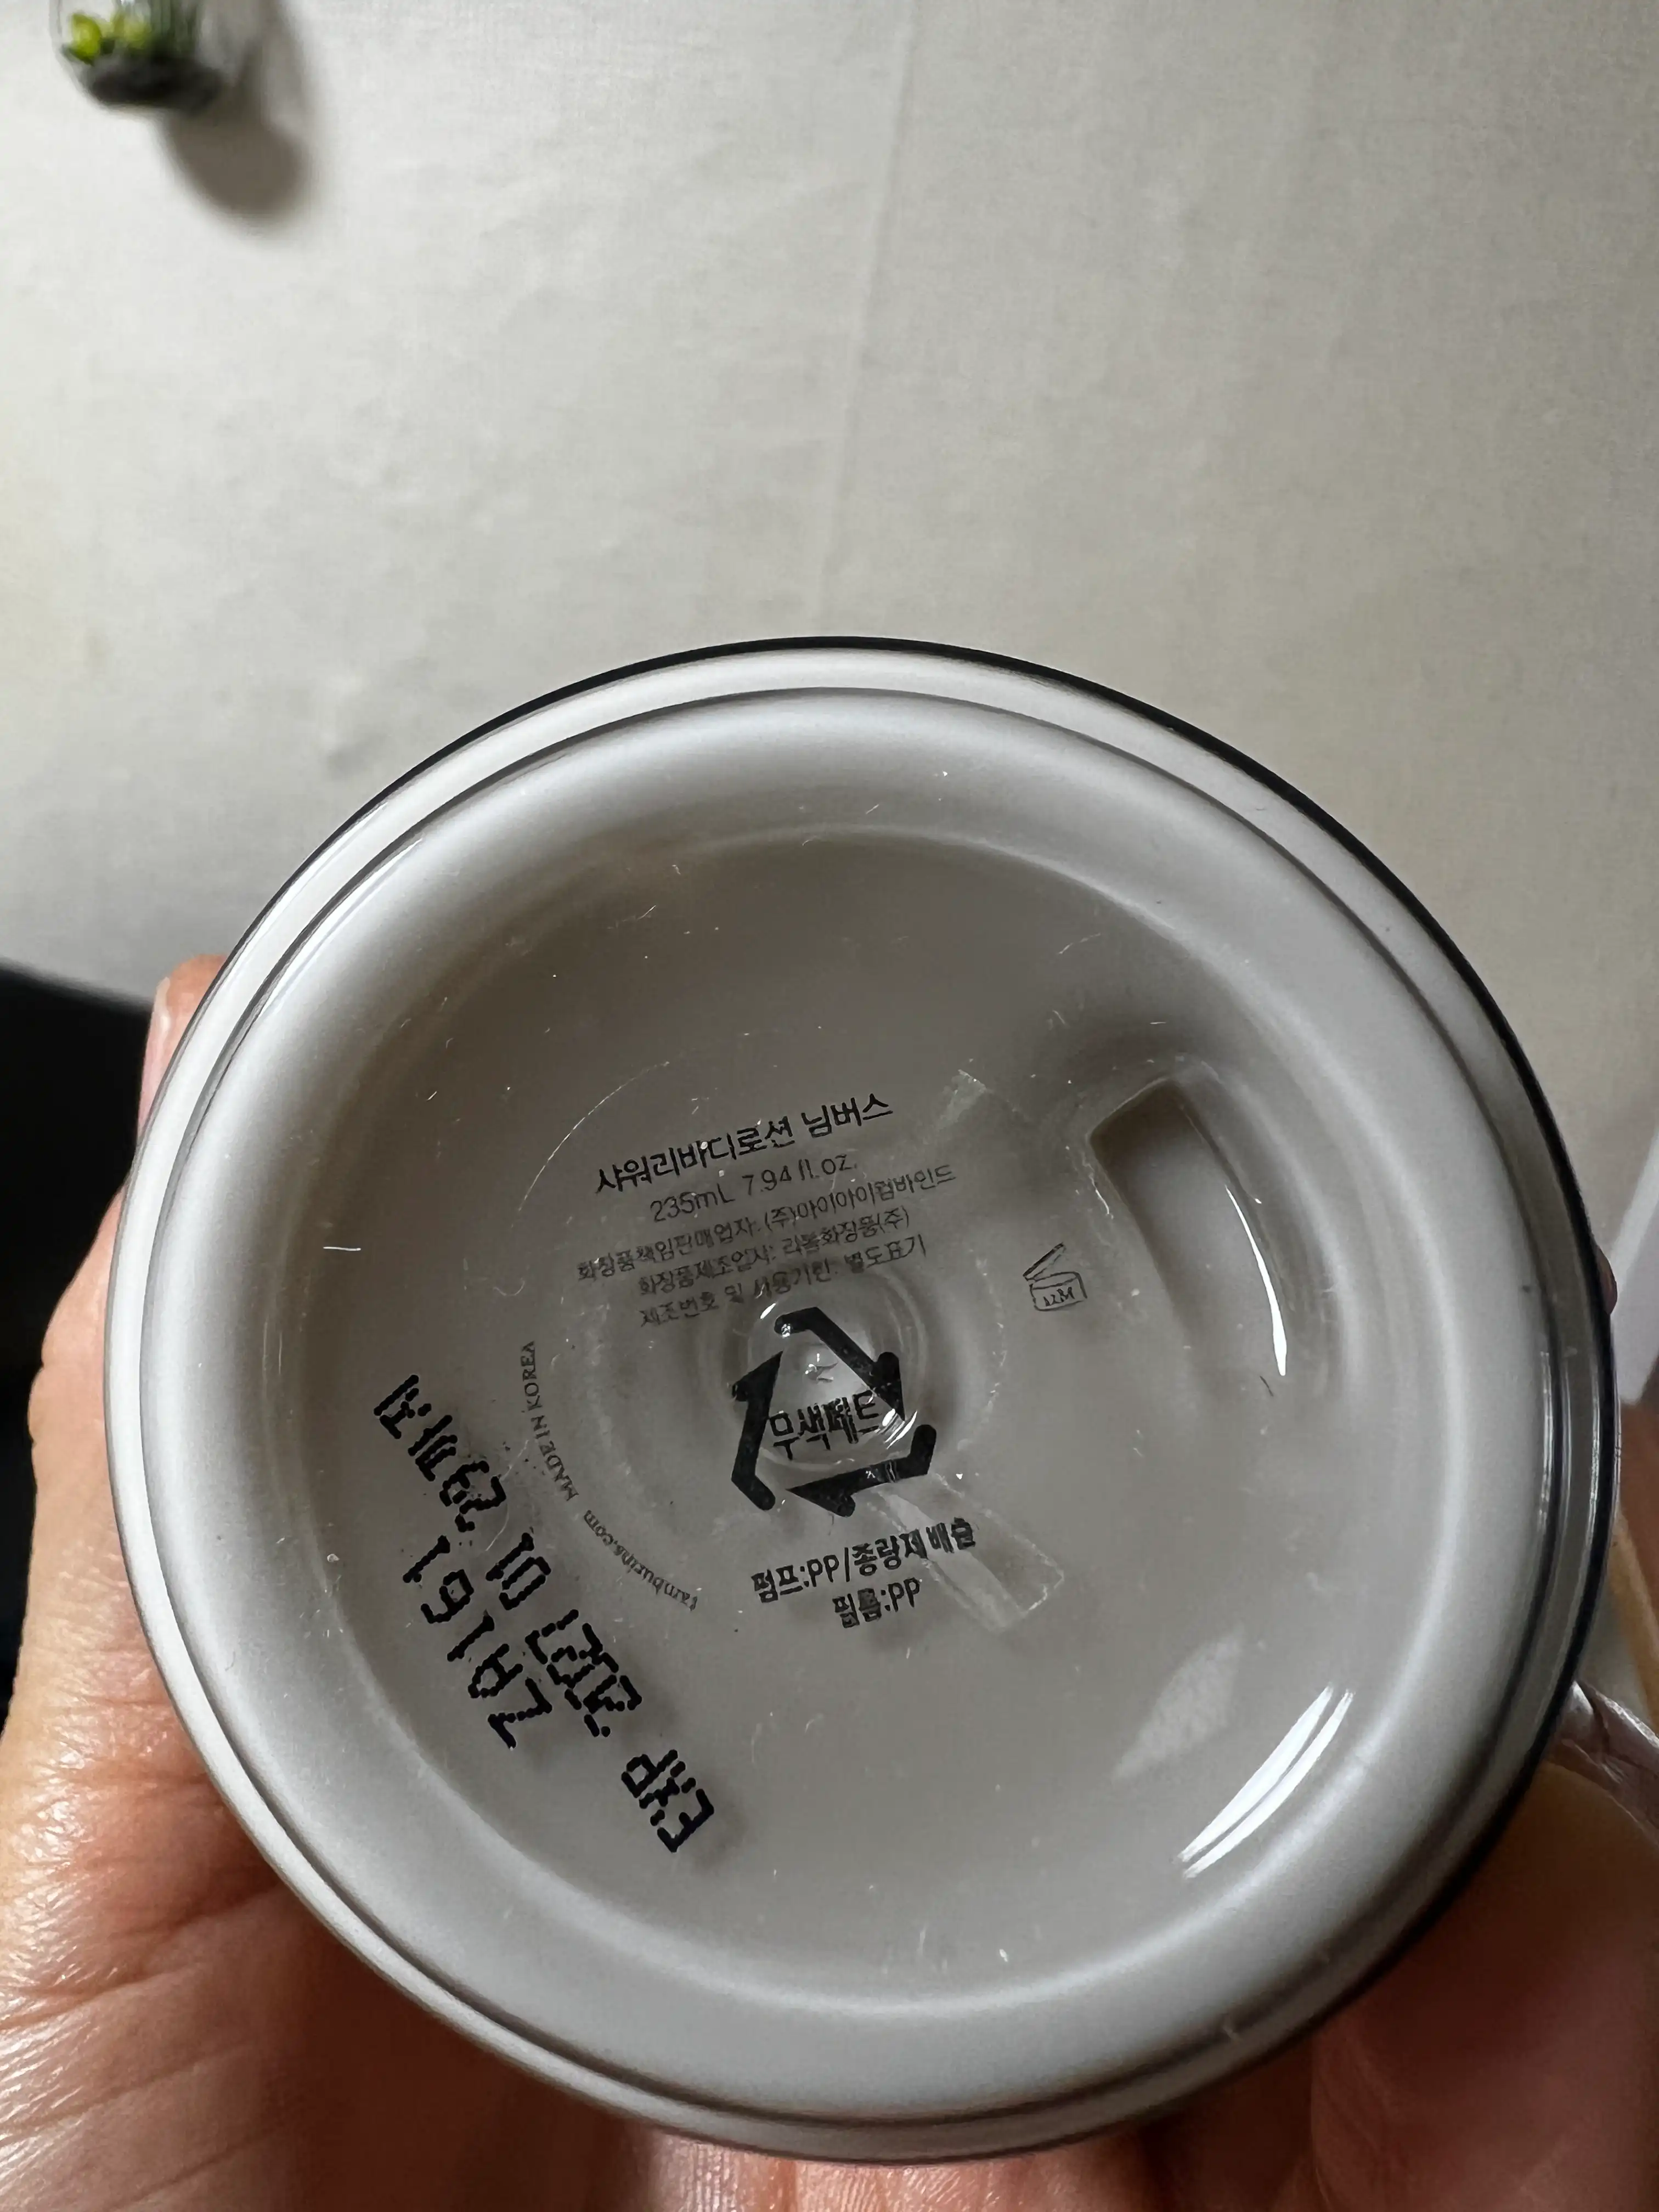 샤워리바디로션 님버스
235mL 7.94 fl.oz.
화장품책임판매업자: (주)아이아이컴바인드
화장품제조업자: 리봄화장품(주)
제조번호 및 사용기한: 별도표기
12M
무색페트
펌프:PP/종량제 배출
필름:PP
tamburins.com MADE IN KOREA
EXP